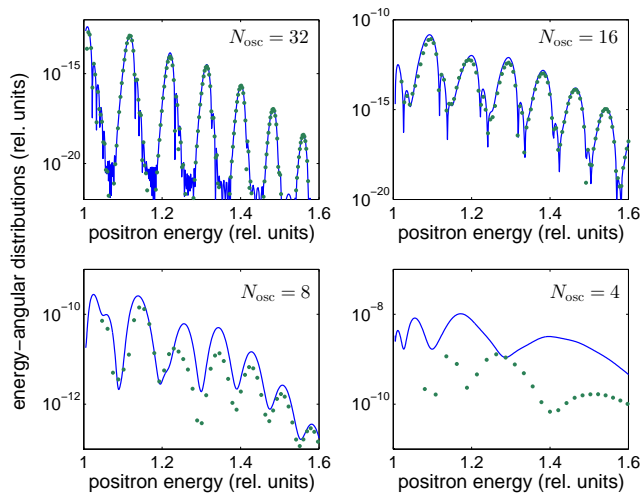 energy−angular distributions (rel. units)
N_osc = 32
10^−15
10^−20
1 1.2 1.4 1.6
positron energy (rel. units)
N_osc = 16
10^−10
10^−15
10^−20
1 1.2 1.4 1.6
positron energy (rel. units)
N_osc = 8
10^−10
10^−12
1 1.2 1.4 1.6
positron energy (rel. units)
N_osc = 4
10^−8
10^−10
1 1.2 1.4 1.6
positron energy (rel. units)